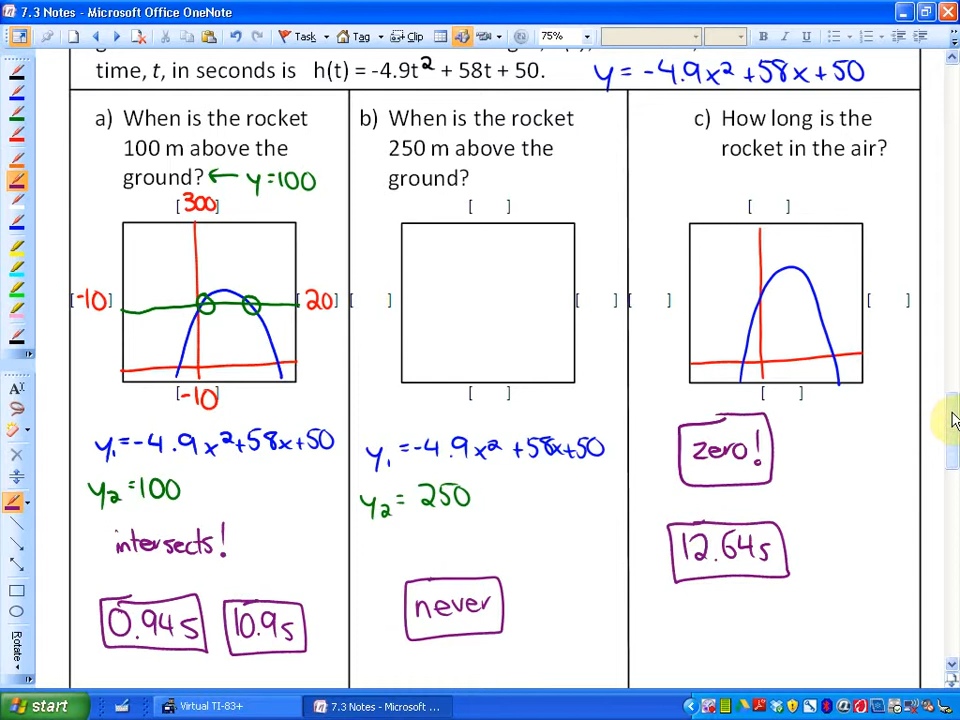 7.3 Notes - Microsoft Office OneNote
Task
Tag
Clip
75%
B I U
time, t, in seconds is h(t) = -4.9t² + 58t + 50.
y = -4.9x² + 58x + 50
a) When is the rocket
100 m above the
ground? ← y = 100
b) When is the rocket
250 m above the
ground?
c) How long is the
rocket in the air?
[300]
[ ]
[ ]
[-10]
20]
[ ]
[ ]
[ ]
[ ]
[-10]
[ ]
[ ]
y₁ = -4.9x² + 58x + 50
y₂ = 100
intersects!
0.94s
10.9s
y₁ = -4.9x² + 58x + 50
y₂ = 250
never
zero!
12.64s
A
Rotate
start
Virtual TI-83+
7.3 Notes - Microsoft ...